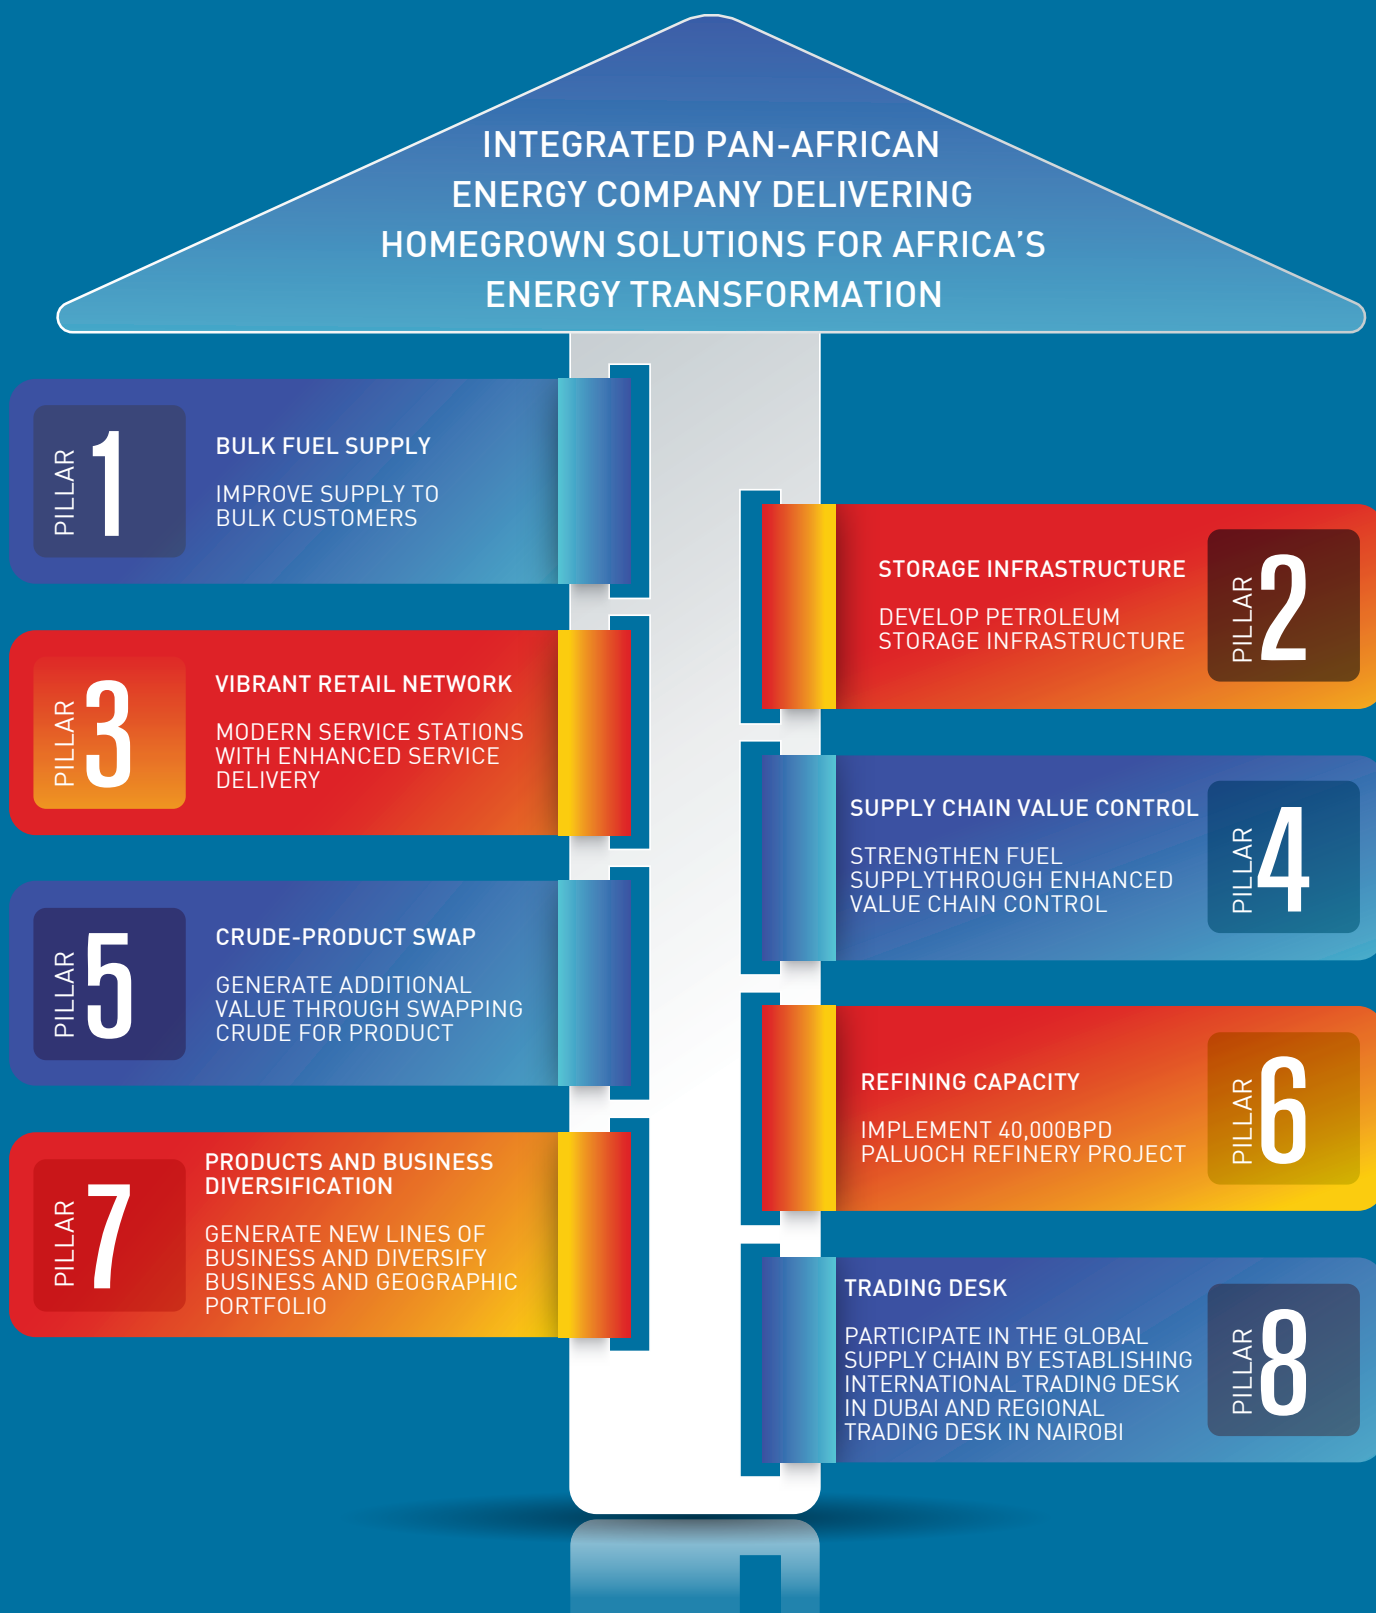 INTEGRATED PAN-AFRICAN
ENERGY COMPANY DELIVERING
HOMEGROWN SOLUTIONS FOR AFRICA’S
ENERGY TRANSFORMATION
PILLAR 1
BULK FUEL SUPPLY
IMPROVE SUPPLY TO
BULK CUSTOMERS
PILLAR 2
STORAGE INFRASTRUCTURE
DEVELOP PETROLEUM
STORAGE INFRASTRUCTURE
PILLAR 3
VIBRANT RETAIL NETWORK
MODERN SERVICE STATIONS
WITH ENHANCED SERVICE
DELIVERY
PILLAR 4
SUPPLY CHAIN VALUE CONTROL
STRENGTHEN FUEL
SUPPLYTHROUGH ENHANCED
VALUE CHAIN CONTROL
PILLAR 5
CRUDE-PRODUCT SWAP
GENERATE ADDITIONAL
VALUE THROUGH SWAPPING
CRUDE FOR PRODUCT
PILLAR 6
REFINING CAPACITY
IMPLEMENT 40,000BPD
PALUOCH REFINERY PROJECT
PILLAR 7
PRODUCTS AND BUSINESS
DIVERSIFICATION
GENERATE NEW LINES OF
BUSINESS AND DIVERSIFY
BUSINESS AND GEOGRAPHIC
PORTFOLIO
PILLAR 8
TRADING DESK
PARTICIPATE IN THE GLOBAL
SUPPLY CHAIN BY ESTABLISHING
INTERNATIONAL TRADING DESK
IN DUBAI AND REGIONAL
TRADING DESK IN NAIROBI